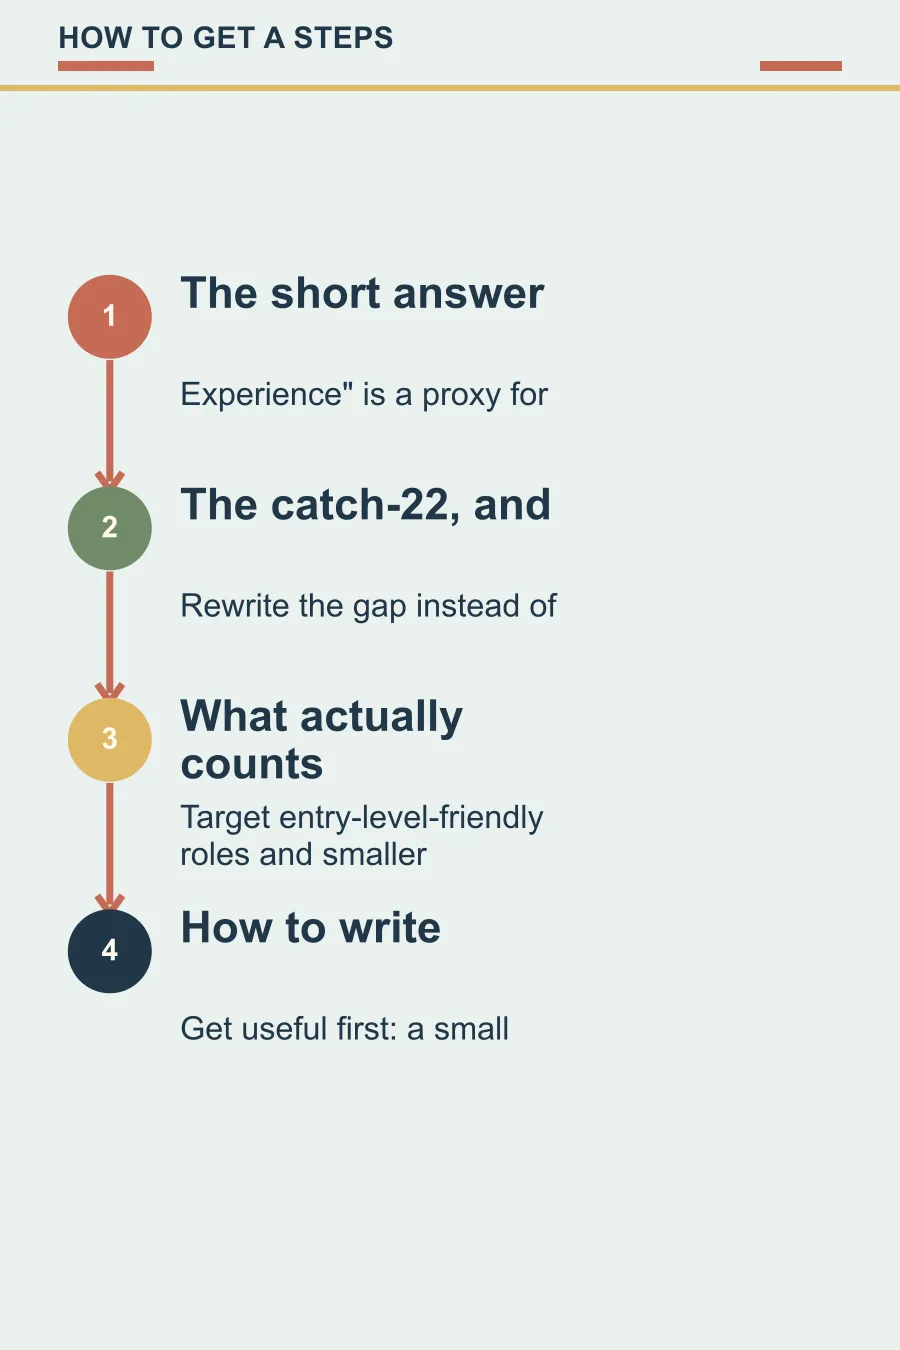 HOW TO GET A STEPS
1
The short answer
Experience" is a proxy for
2
The catch-22, and
Rewrite the gap instead of
3
What actually
counts
Target entry-level-friendly
roles and smaller
4
How to write
Get useful first: a small